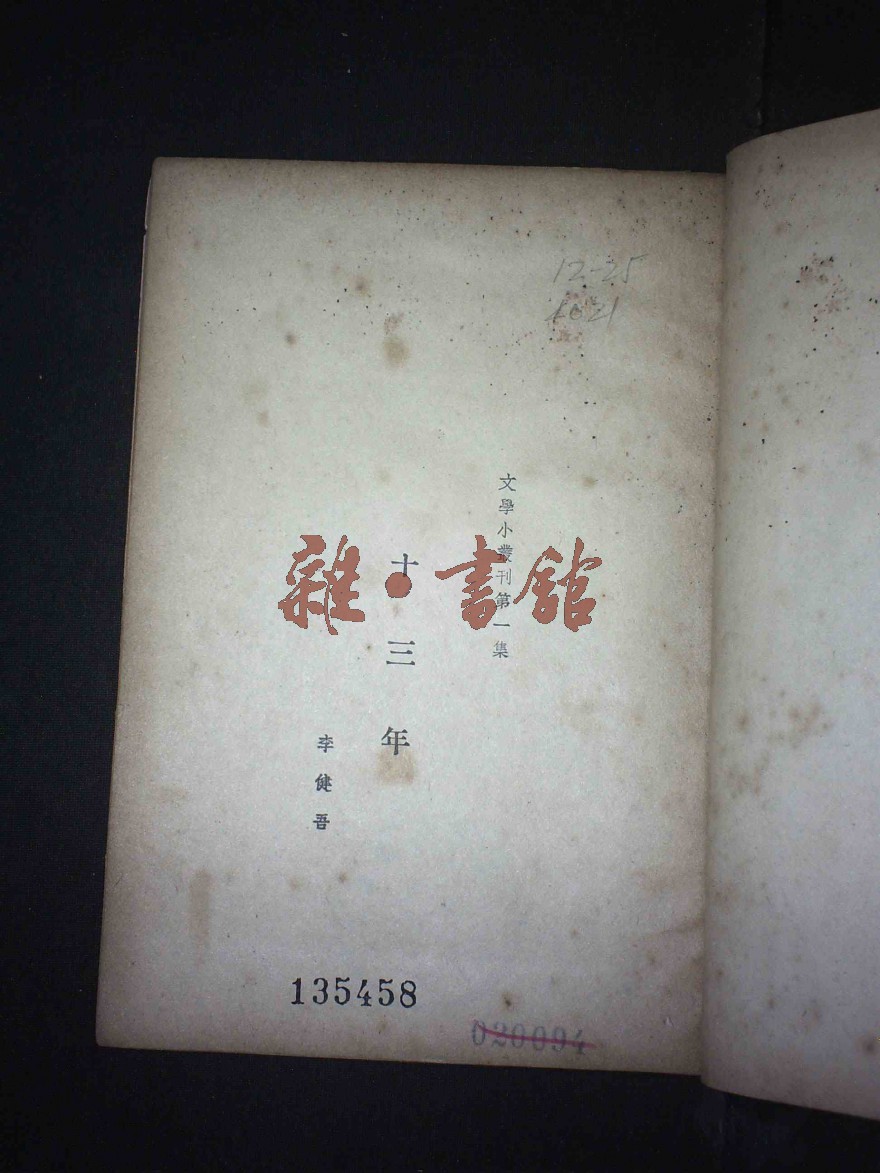 12-25
文學小叢刊第一集
十三年
李健吾
雜·書館
135458
020094